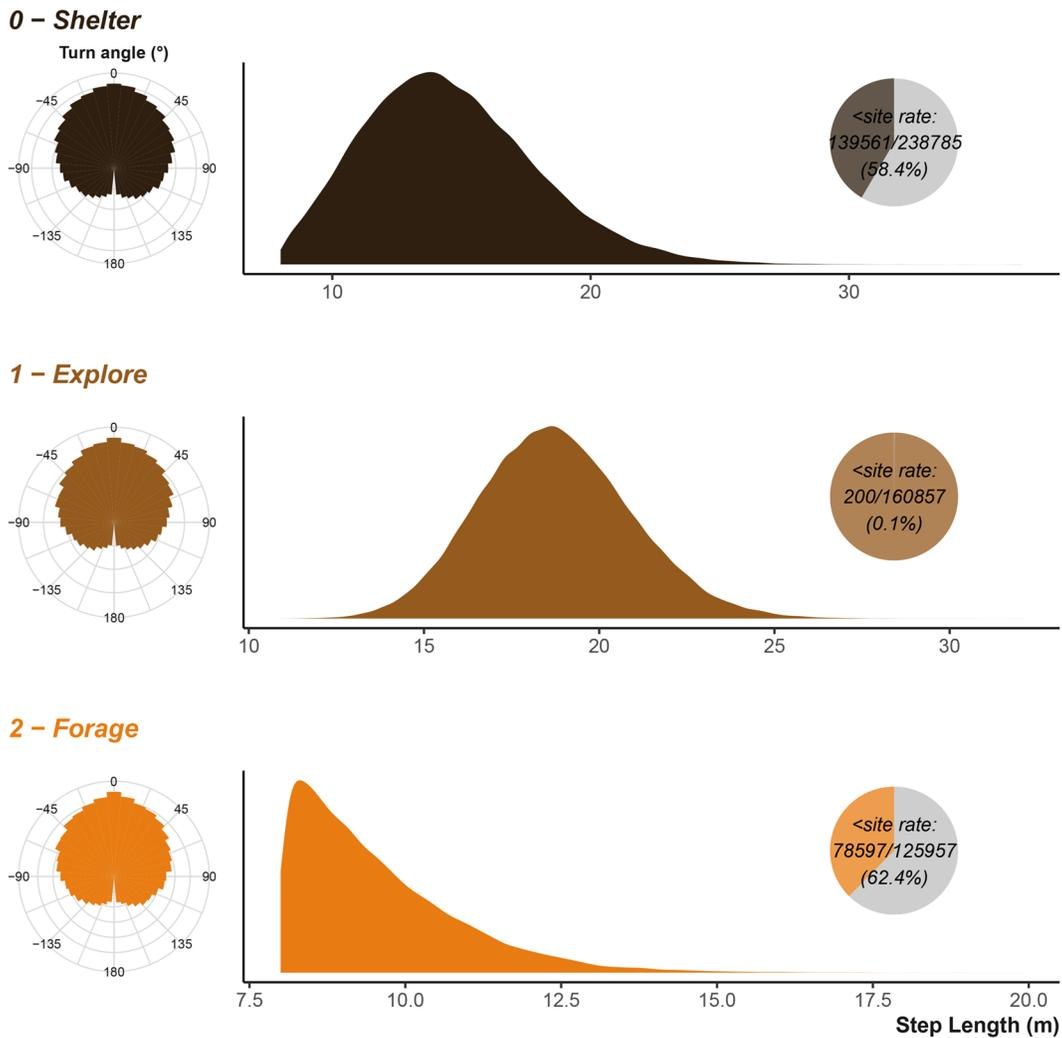 0 − Shelter
Turn angle (°)
0
−45 45
−90 90
−135 135
180
<site rate:
139561/238785
(58.4%)
10 20 30
1 − Explore
0
−45 45
−90 90
−135 135
180
<site rate:
200/160857
(0.1%)
10 15 20 25 30
2 − Forage
0
−45 45
−90 90
−135 135
180
<site rate:
78597/125957
(62.4%)
7.5 10.0 12.5 15.0 17.5 20.0
Step Length (m)